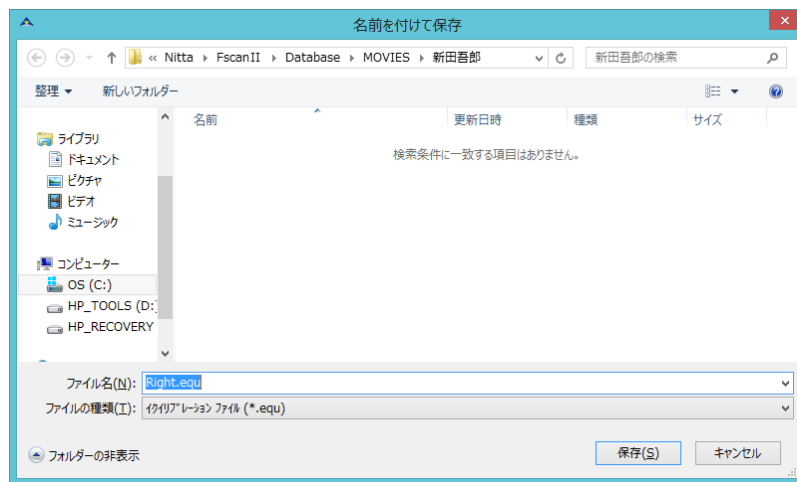 名前を付けて保存
« Nitta ▸ FscanII ▸ Database ▸ MOVIES ▸ 新田吾郎
新田吾郎の検索
整理 ▼ 新しいフォルダー
名前 更新日時 種類 サイズ
検索条件に一致する項目はありません。
ライブラリ
ドキュメント
ピクチャ
ビデオ
ミュージック
コンピューター
OS (C:)
HP_TOOLS (D:)
HP_RECOVERY
ファイル名(N): Right.equ
ファイルの種類(T): イクイリブレーション ファイル (*.equ)
フォルダーの非表示
保存(S) キャンセル